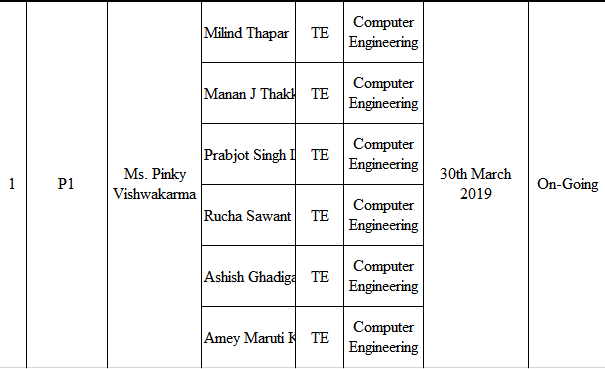 1
P1
Ms. Pinky
Vishwakarma
Milind Thapar
TE
Computer
Engineering
Manan J Thakk
TE
Computer
Engineering
Prabjot Singh
TE
Computer
Engineering
Rucha Sawant
TE
Computer
Engineering
Ashish Ghadiga
TE
Computer
Engineering
Amey Maruti K
TE
Computer
Engineering
30th March
2019
On-Going